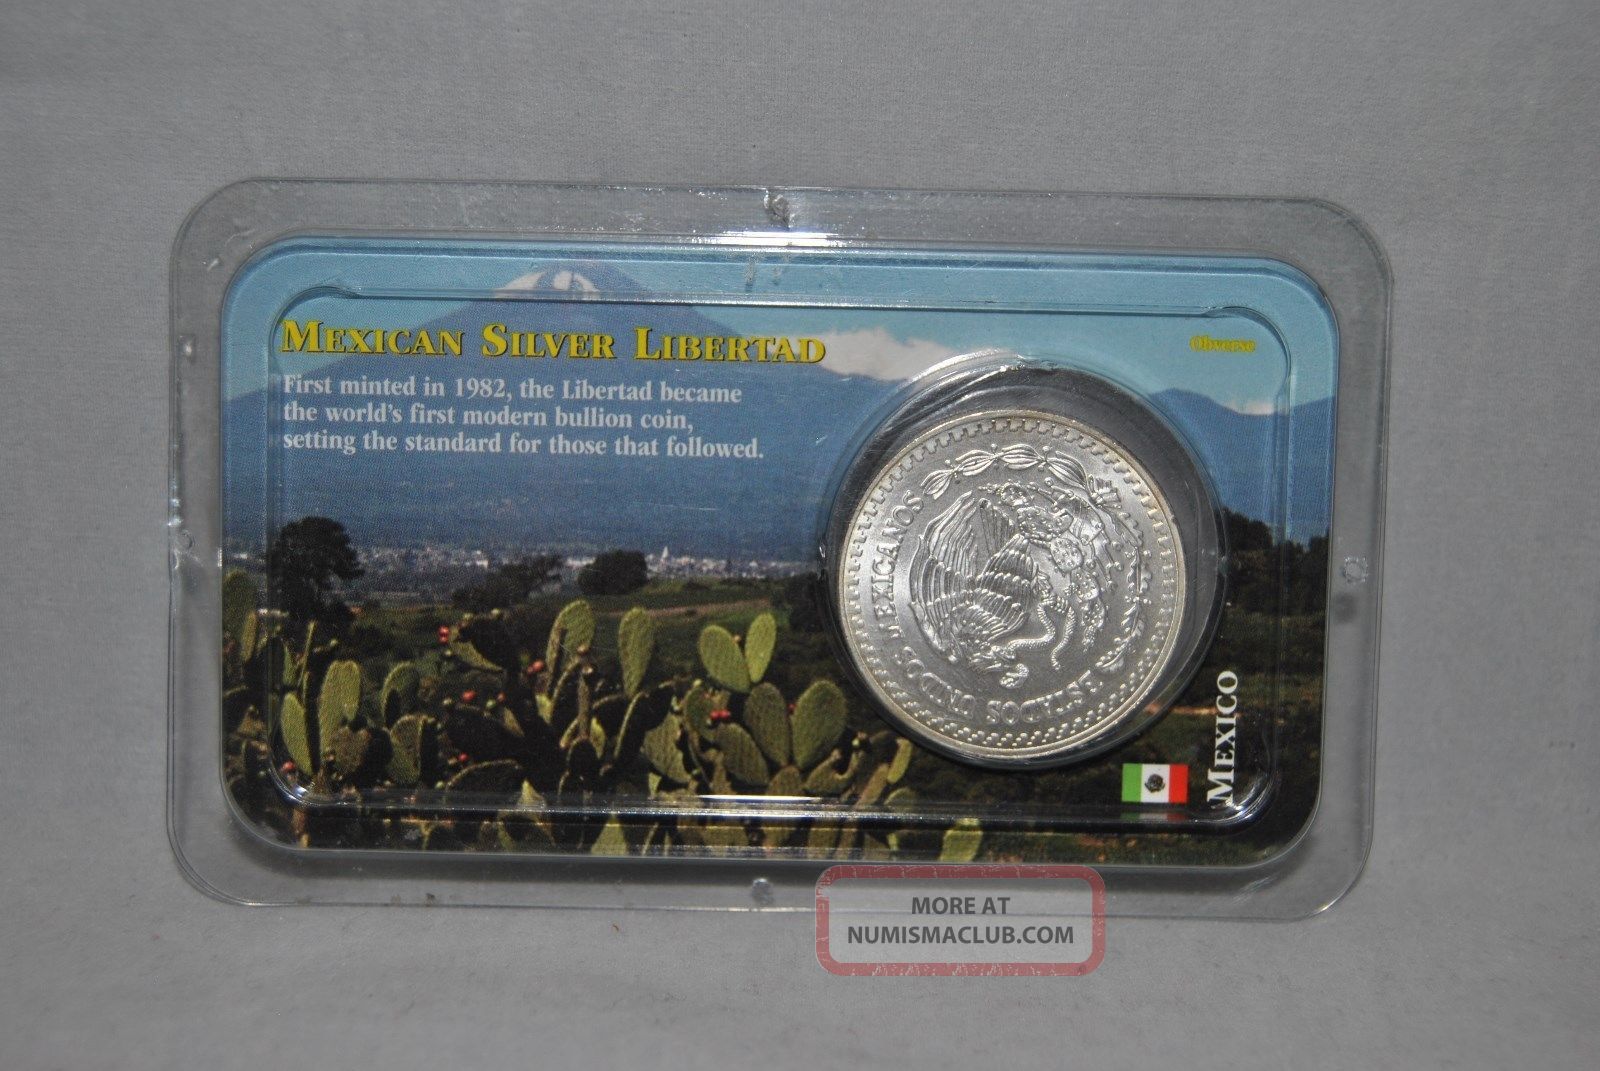 Mexican Silver Libertad
Obverse
First minted in 1982, the Libertad became
the world's first modern bullion coin,
setting the standard for those that followed.
ESTADOS UNIDOS MEXICANOS
Mexico
MORE AT
NUMISMACLUB.COM